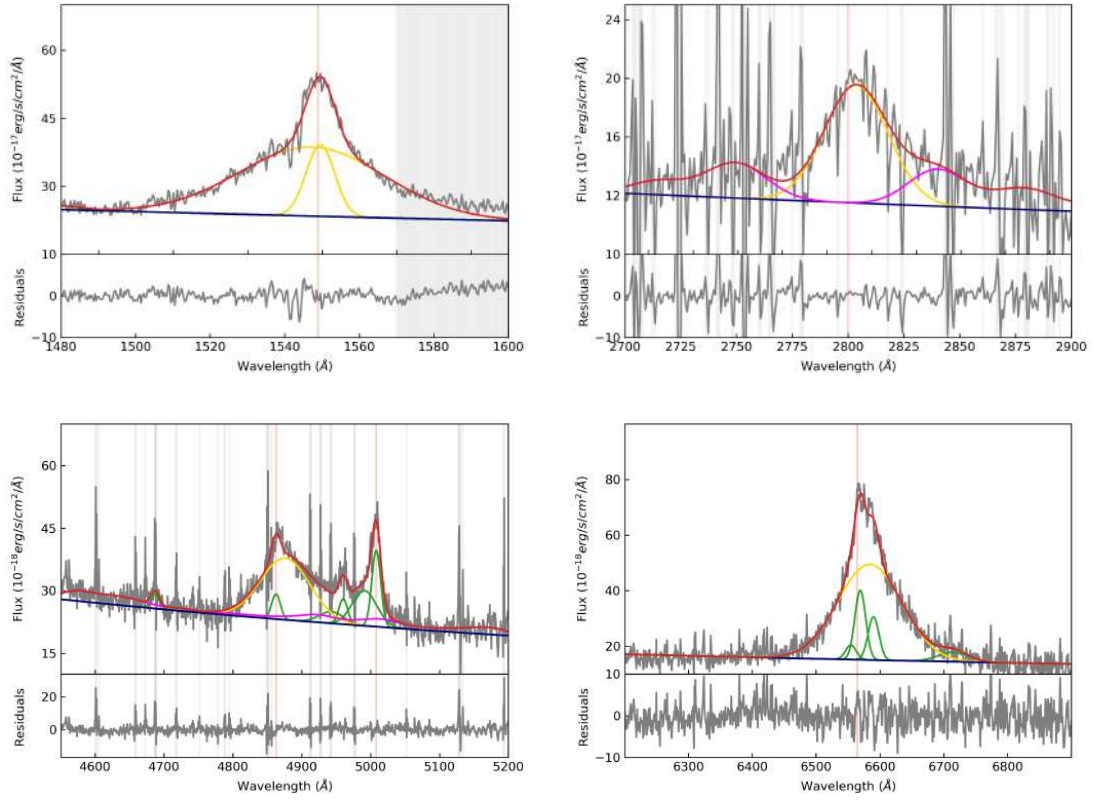 60
45
30
10
0
−10
1480 1500 1520 1540 1560 1580 1600
Wavelength (Å)
Flux (10⁻¹⁷erg/s/cm²/Å)
Residuals
24
20
16
12
10
0
−10
2700 2725 2750 2775 2800 2825 2850 2875 2900
Wavelength (Å)
Flux (10⁻¹⁷erg/s/cm²/Å)
Residuals
60
45
30
15
20
0
4600 4700 4800 4900 5000 5100 5200
Wavelength (Å)
Flux (10⁻¹⁸erg/s/cm²/Å)
Residuals
80
60
40
20
10
0
−10
6300 6400 6500 6600 6700 6800
Wavelength (Å)
Flux (10⁻¹⁸erg/s/cm²/Å)
Residuals